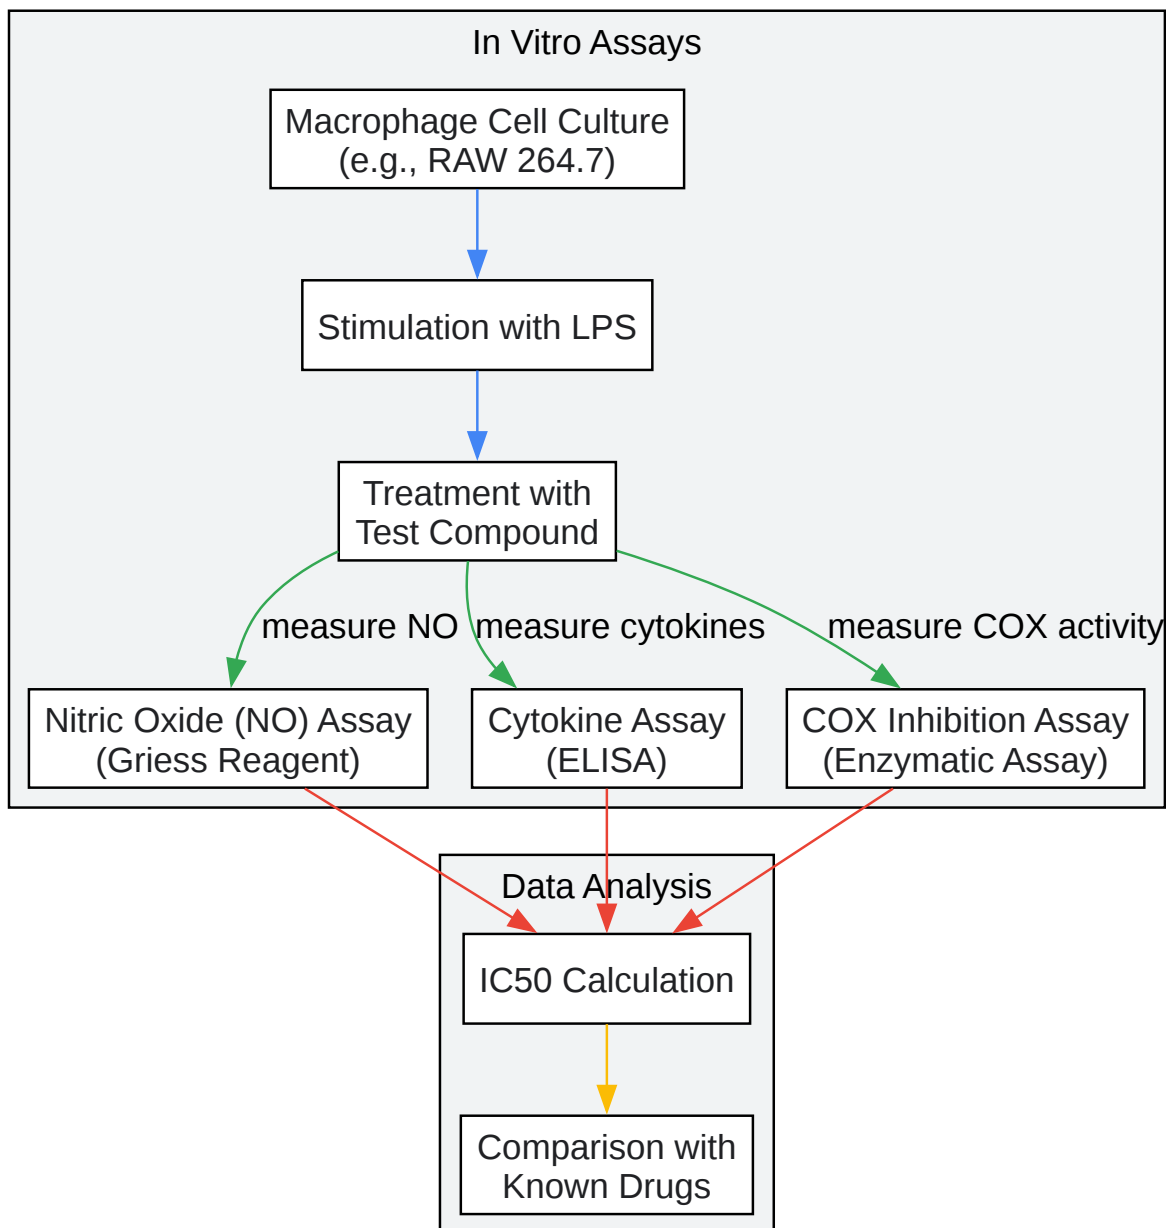 In Vitro Assays
Macrophage Cell Culture
(e.g., RAW 264.7)
Stimulation with LPS
Treatment with
Test Compound
measure NO
measure cytokines
measure COX activity
Nitric Oxide (NO) Assay
(Griess Reagent)
Cytokine Assay
(ELISA)
COX Inhibition Assay
(Enzymatic Assay)
Data Analysis
IC50 Calculation
Comparison with
Known Drugs